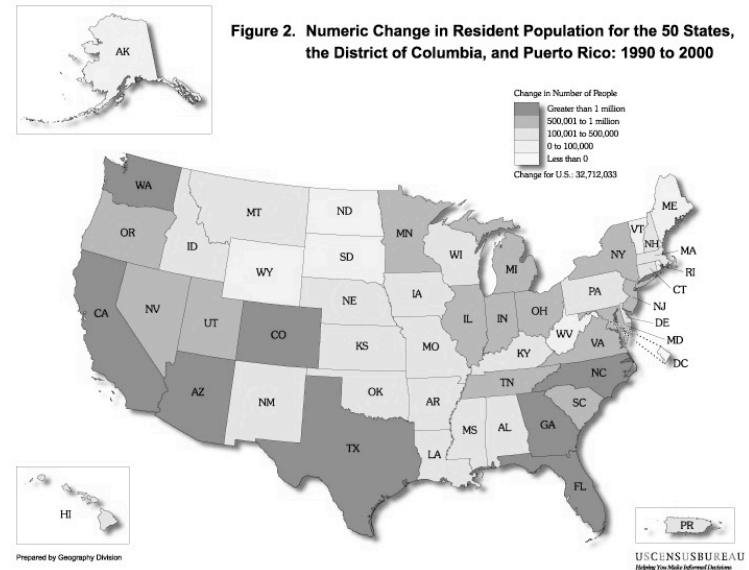 Figure 2. Numeric Change in Resident Population for the 50 States,
the District of Columbia, and Puerto Rico: 1990 to 2000
AK
Change in Number of People
Greater than 1 million
500,001 to 1 million
100,001 to 500,000
0 to 100,000
Less than 0
Change for U.S.: 32,712,033
WA
MT
ND
MN
ME
VT
NH
OR
ID
SD
WI
MI
NY
MA
RI
CT
WY
IA
PA
NJ
NE
OH
DE
CA
NV
UT
CO
IL
IN
WV
VA
MD
DC
KS
MO
KY
NC
TN
AZ
NM
OK
AR
SC
MS
AL
GA
TX
LA
FL
HI
PR
Prepared by Geography Division
USCENSUSBUREAU
Helping You Make Informed Decisions